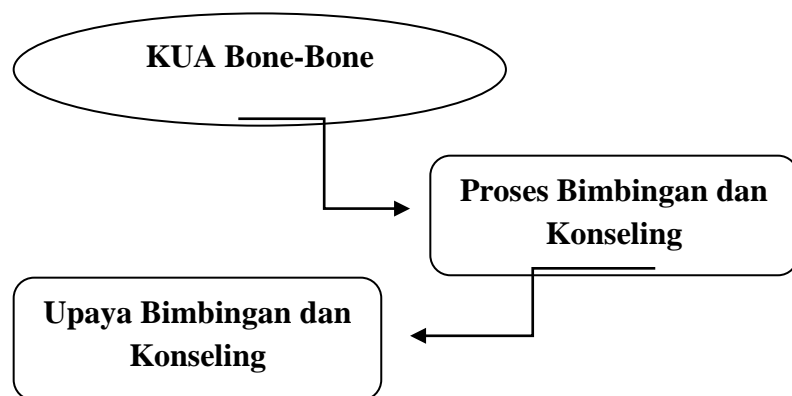 KUA Bone-Bone
Proses Bimbingan dan
Konseling
Upaya Bimbingan dan
Konseling